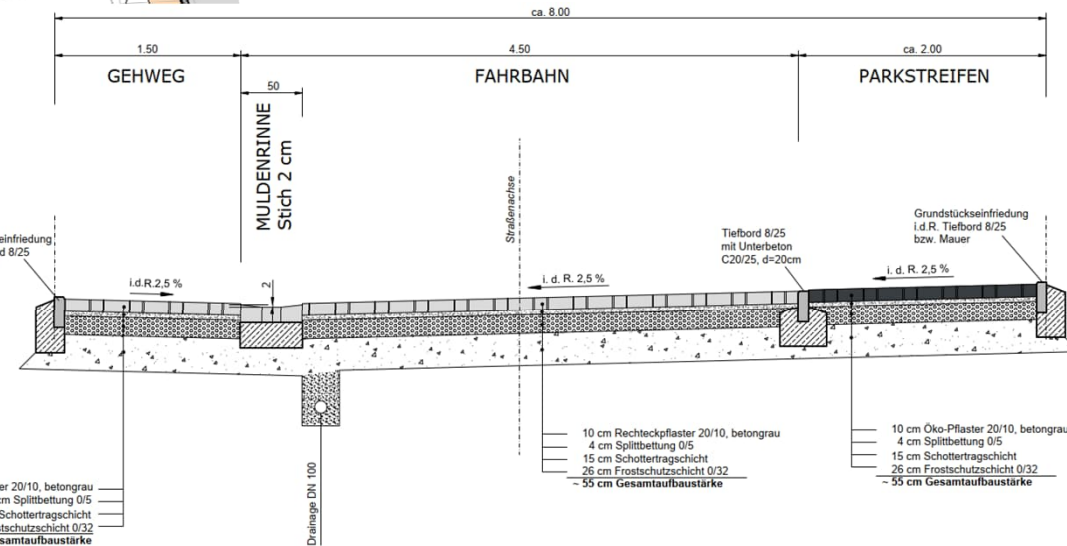 ca. 8.00
1.50
4.50
ca. 2.00
GEHWEG
FAHRBAHN
PARKSTREIFEN
50
MULDENRINNE
Stich 2 cm
Straßenachse
einfriedung
d 8/25
i.d.R.2,5 %
2
i. d. R. 2,5 %
Tiefbord 8/25
mit Unterbeton
C20/25, d=20cm
i. d. R. 2,5 %
Grundstückseinfriedung
i.d.R. Tiefbord 8/25
bzw. Mauer
10 cm Rechteckpflaster 20/10, betongrau
4 cm Splittbettung 0/5
15 cm Schottertragschicht
26 cm Frostschutzschicht 0/32
~ 55 cm Gesamtaufbaustärke
10 cm Öko-Pflaster 20/10, betongrau
4 cm Splittbettung 0/5
15 cm Schottertragschicht
26 cm Frostschutzschicht 0/32
~ 55 cm Gesamtaufbaustärke
Drainage DN 100
er 20/10, betongrau
cm Splittbettung 0/5
Schottertragschicht
stschutzschicht 0/32
samtaufbaustärke